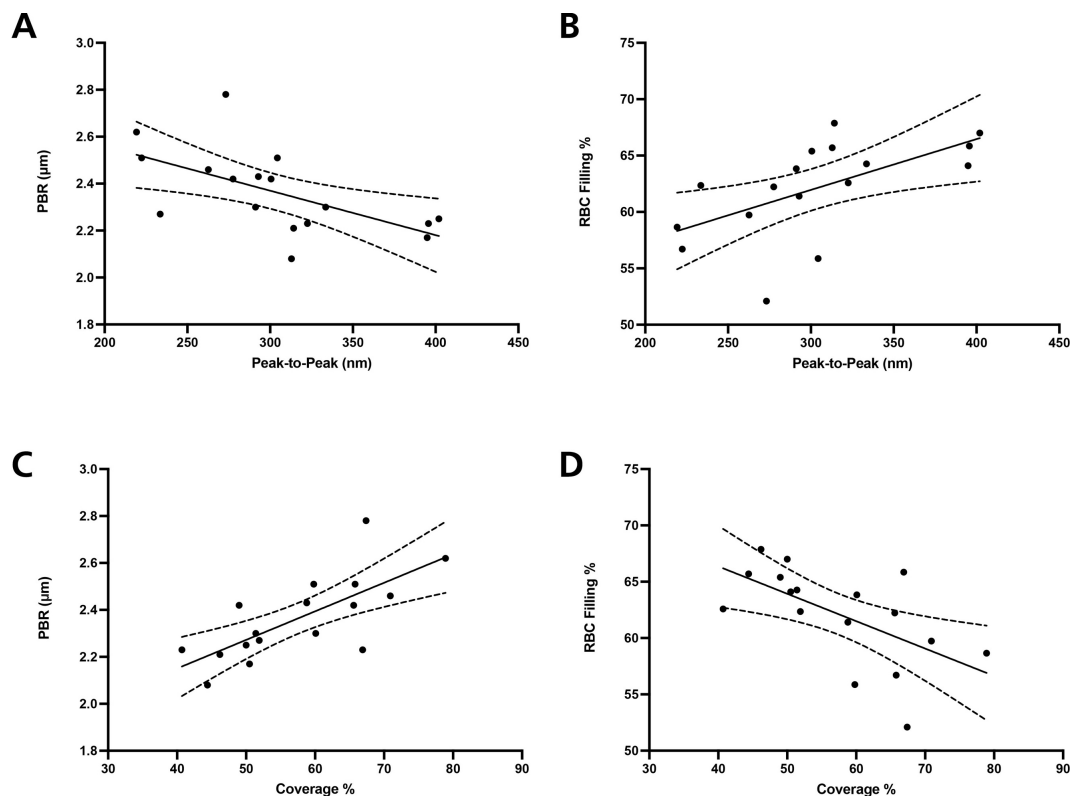 A
B
3.0
2.8
2.6
2.4
2.2
2.0
1.8
PBR (µm)
200 250 300 350 400 450
Peak-to-Peak (nm)
75
70
65
60
55
50
RBC Filling %
200 250 300 350 400 450
Peak-to-Peak (nm)
C
D
3.0
2.8
2.6
2.4
2.2
2.0
1.8
PBR (µm)
30 40 50 60 70 80 90
Coverage %
75
70
65
60
55
50
RBC Filling %
30 40 50 60 70 80 90
Coverage %